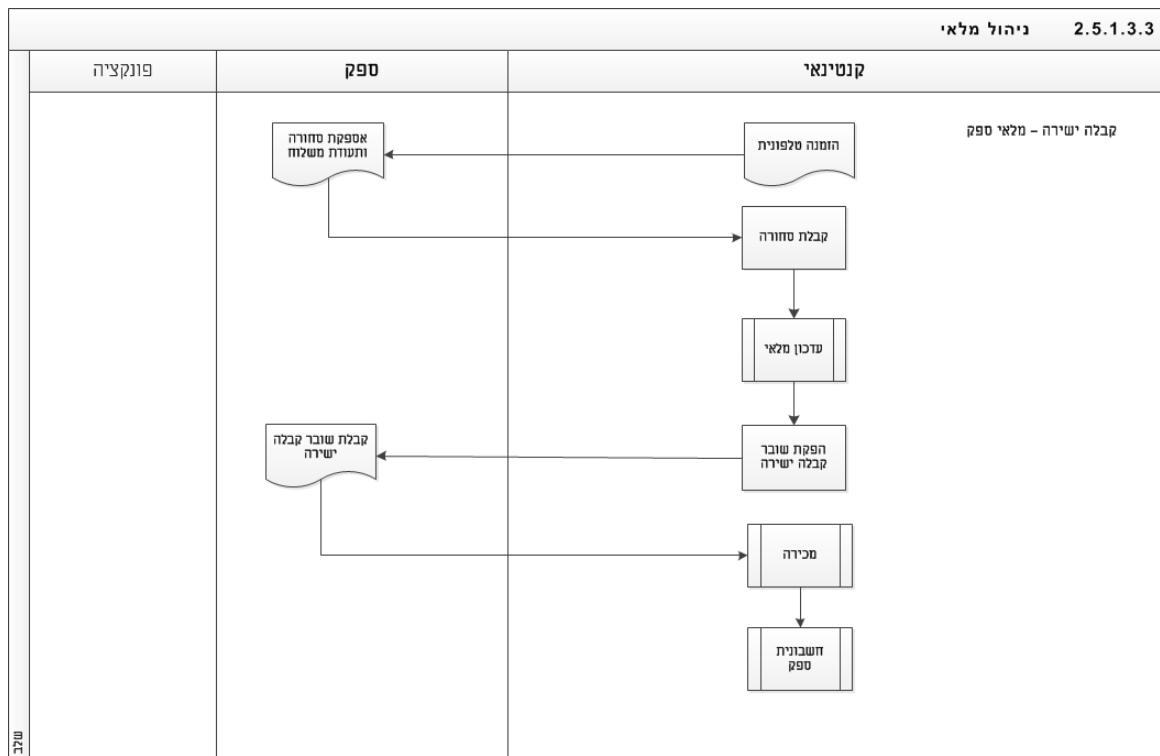 2.5.1.3.3 ניהול מלאי
קנטינאי
ספק
פונקציה
קבלה ישירה – מלאי ספק
הזמנה טלפונית
אספקת סחורה
ותעודת משלוח
קבלת סחורה
עדכון מלאי
הפקת שובר
קבלה ישירה
קבלת שובר קבלה
ישירה
מכירה
חשבונית
ספק
שלב